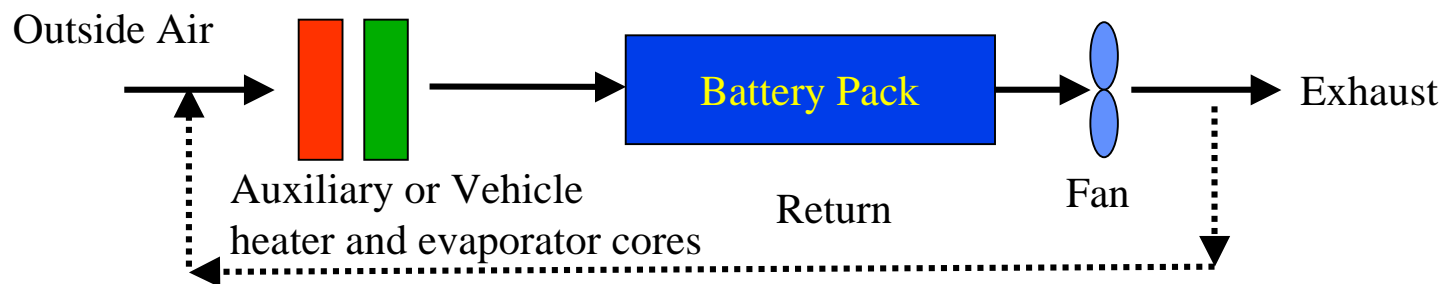 Outside Air
Battery Pack
Exhaust
Auxiliary or Vehicle
heater and evaporator cores
Return
Fan